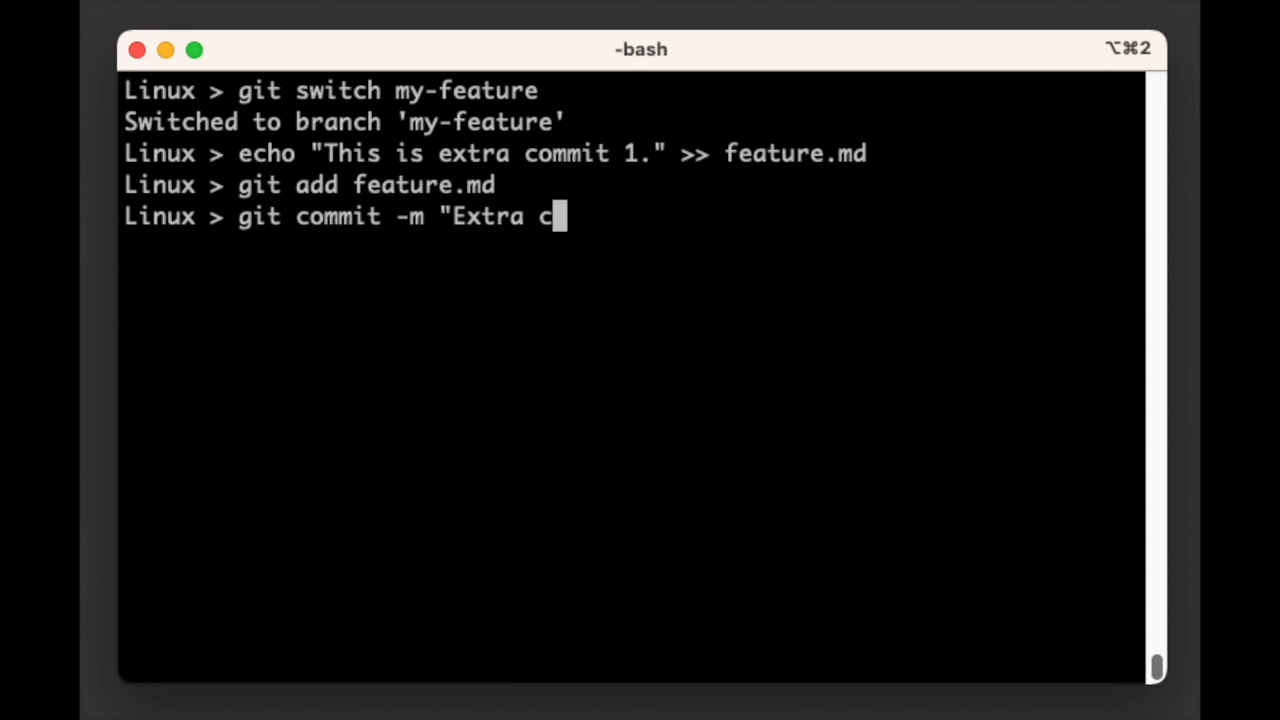 -bash
⌥⌘2
Linux > git switch my-feature
Switched to branch 'my-feature'
Linux > echo "This is extra commit 1." >> feature.md
Linux > git add feature.md
Linux > git commit -m "Extra c